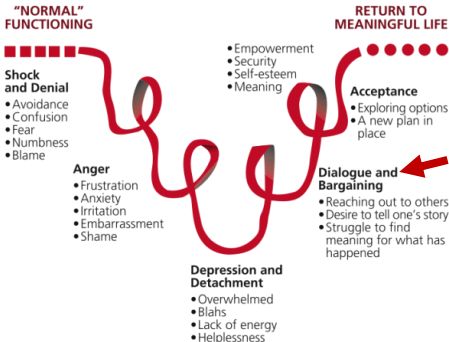 “NORMAL”
FUNCTIONING
RETURN TO
MEANINGFUL LIFE
Shock
and Denial
• Avoidance
• Confusion
• Fear
• Numbness
• Blame
Anger
• Frustration
• Anxiety
• Irritation
• Embarrassment
• Shame
Depression and
Detachment
• Overwhelmed
• Blahs
• Lack of energy
• Helplessness
• Empowerment
• Security
• Self-esteem
• Meaning
Dialogue and
Bargaining
• Reaching out to others
• Desire to tell one’s story
• Struggle to find
meaning for what has
happened
Acceptance
• Exploring options
• A new plan in
place